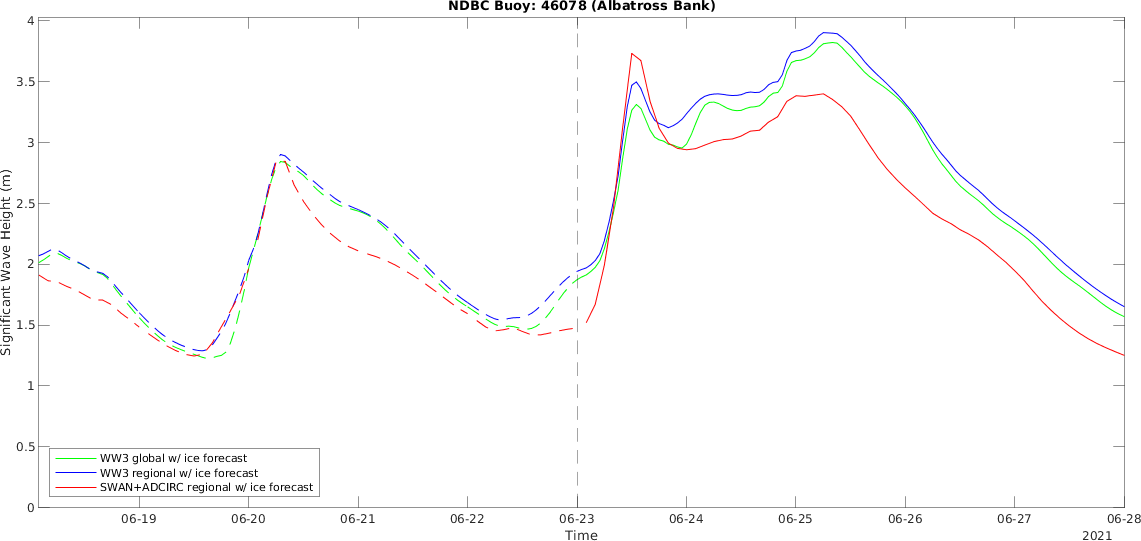 NDBC Buoy: 46078 (Albatross Bank)
4
3.5
3
2.5
2
1.5
1
0.5
0
Significant Wave Height (m)
WW3 global w/ ice forecast
WW3 regional w/ ice forecast
SWAN+ADCIRC regional w/ ice forecast
06-19 06-20 06-21 06-22 06-23 06-24 06-25 06-26 06-27 06-28
Time
2021